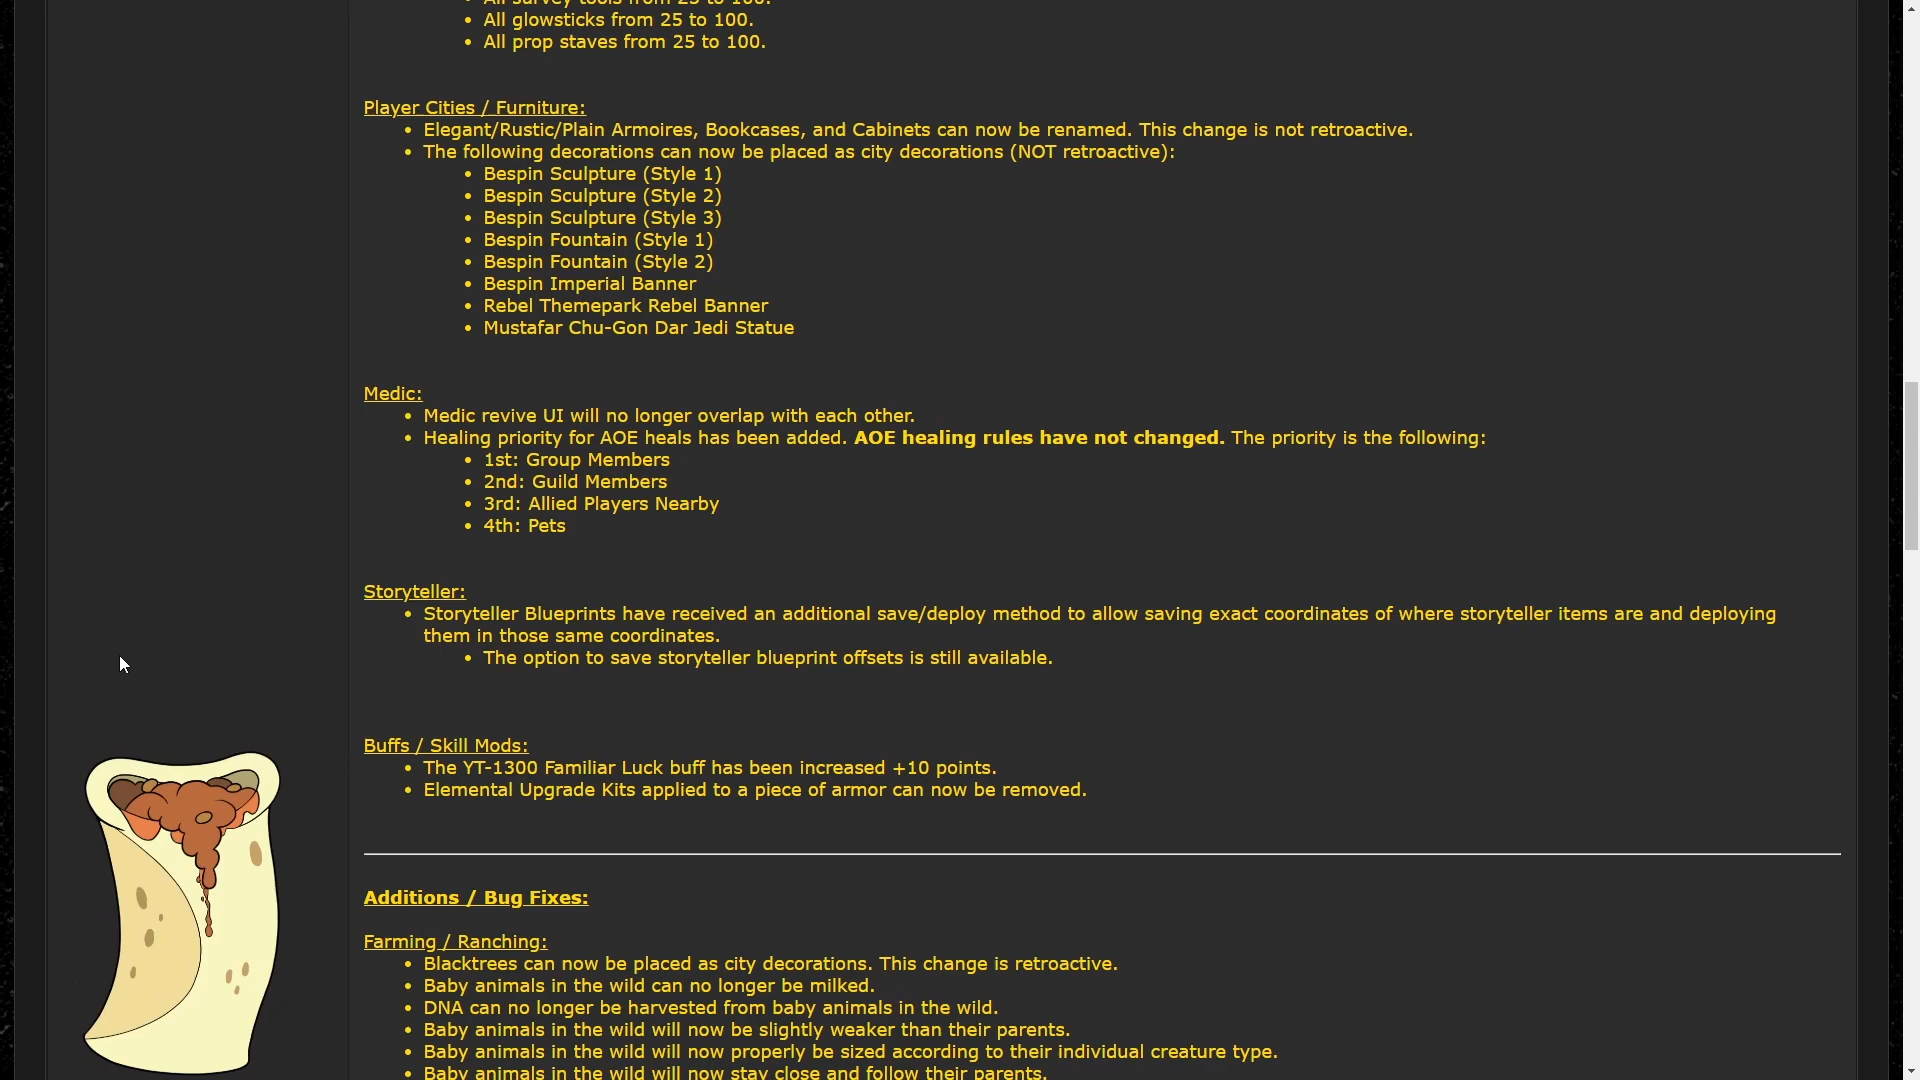 All survey tools from 25 to 100.
All glowsticks from 25 to 100.
All prop staves from 25 to 100.
Player Cities / Furniture:
Elegant/Rustic/Plain Armoires, Bookcases, and Cabinets can now be renamed. This change is not retroactive.
The following decorations can now be placed as city decorations (NOT retroactive):
Bespin Sculpture (Style 1)
Bespin Sculpture (Style 2)
Bespin Sculpture (Style 3)
Bespin Fountain (Style 1)
Bespin Fountain (Style 2)
Bespin Imperial Banner
Rebel Themepark Rebel Banner
Mustafar Chu-Gon Dar Jedi Statue
Medic:
Medic revive UI will no longer overlap with each other.
Healing priority for AOE heals has been added. AOE healing rules have not changed. The priority is the following:
1st: Group Members
2nd: Guild Members
3rd: Allied Players Nearby
4th: Pets
Storyteller:
Storyteller Blueprints have received an additional save/deploy method to allow saving exact coordinates of where storyteller items are and deploying
them in those same coordinates.
The option to save storyteller blueprint offsets is still available.
Buffs / Skill Mods:
The YT-1300 Familiar Luck buff has been increased +10 points.
Elemental Upgrade Kits applied to a piece of armor can now be removed.
Additions / Bug Fixes:
Farming / Ranching:
Blacktrees can now be placed as city decorations. This change is retroactive.
Baby animals in the wild can no longer be milked.
DNA can no longer be harvested from baby animals in the wild.
Baby animals in the wild will now be slightly weaker than their parents.
Baby animals in the wild will now properly be sized according to their individual creature type.
Baby animals in the wild will now stay close and follow their parents.